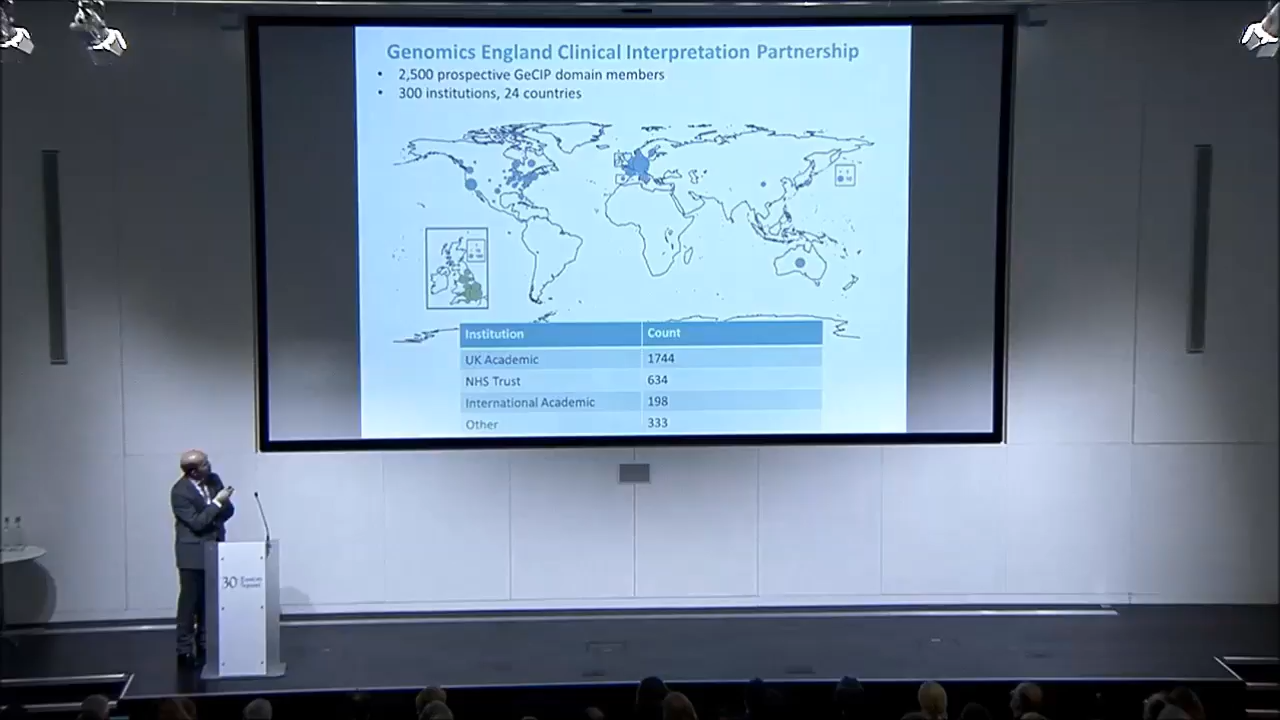 Genomics England Clinical Interpretation Partnership
• 2,500 prospective GeCIP domain members
• 300 institutions, 24 countries
Institution Count
UK Academic 1744
NHS Trust 634
International Academic 198
Other 333
30